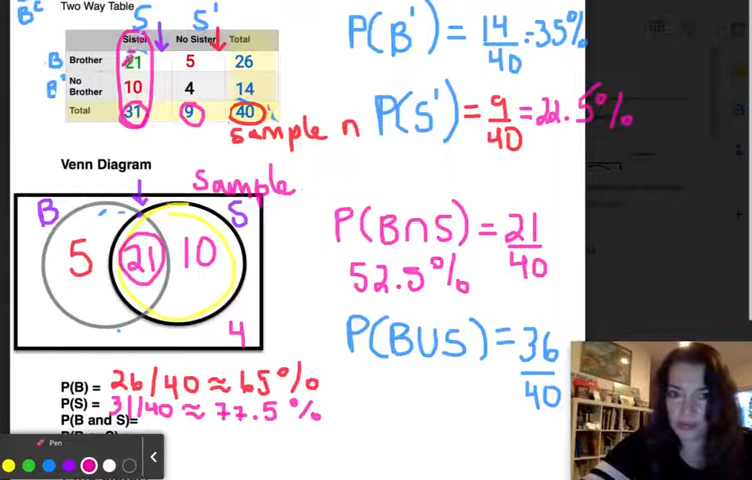 B^c Two Way Table
S S'
Sister No Sister Total
B Brother 21 5 26
B' No Brother 10 4 14
Total 31 9 40
sample n
P(B') = 14/40 = 35%
P(S') = 9/40 = 22.5%
Venn Diagram
sample
B S
5 21 10
4
P(B∩S) = 21/40
52.5%
P(BUS) = 36/40
P(B) = 26/40 ≈ 65%
P(S) = 31/40 ≈ 77.5%
P(B and S)=
Pen